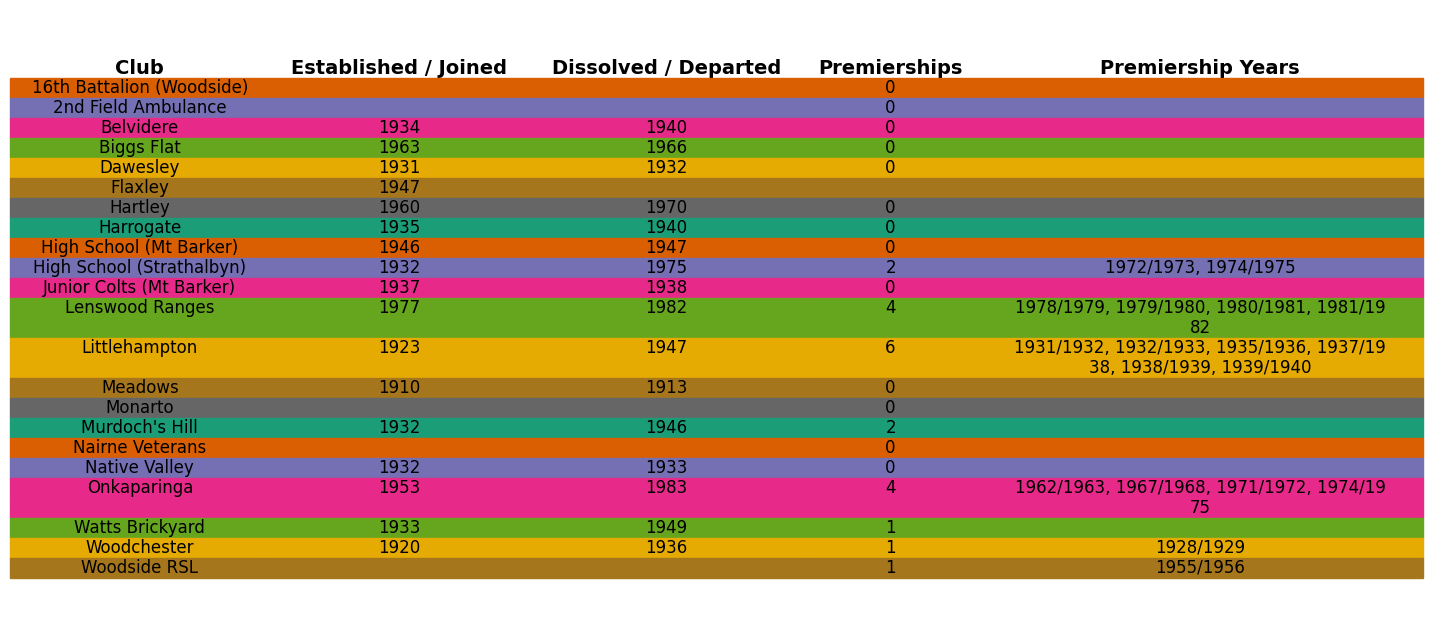 Club Established / Joined Dissolved / Departed Premierships Premiership Years
16th Battalion (Woodside) 0
2nd Field Ambulance 0
Belvidere 1934 1940 0
Biggs Flat 1963 1966 0
Dawesley 1931 1932 0
Flaxley 1947
Hartley 1960 1970 0
Harrogate 1935 1940 0
High School (Mt Barker) 1946 1947 0
High School (Strathalbyn) 1932 1975 2 1972/1973, 1974/1975
Junior Colts (Mt Barker) 1937 1938 0
Lenswood Ranges 1977 1982 4 1978/1979, 1979/1980, 1980/1981, 1981/19
82
Littlehampton 1923 1947 6 1931/1932, 1932/1933, 1935/1936, 1937/19
38, 1938/1939, 1939/1940
Meadows 1910 1913 0
Monarto 0
Murdoch's Hill 1932 1946 2
Nairne Veterans 0
Native Valley 1932 1933 0
Onkaparinga 1953 1983 4 1962/1963, 1967/1968, 1971/1972, 1974/19
75
Watts Brickyard 1933 1949 1
Woodchester 1920 1936 1 1928/1929
Woodside RSL 1 1955/1956